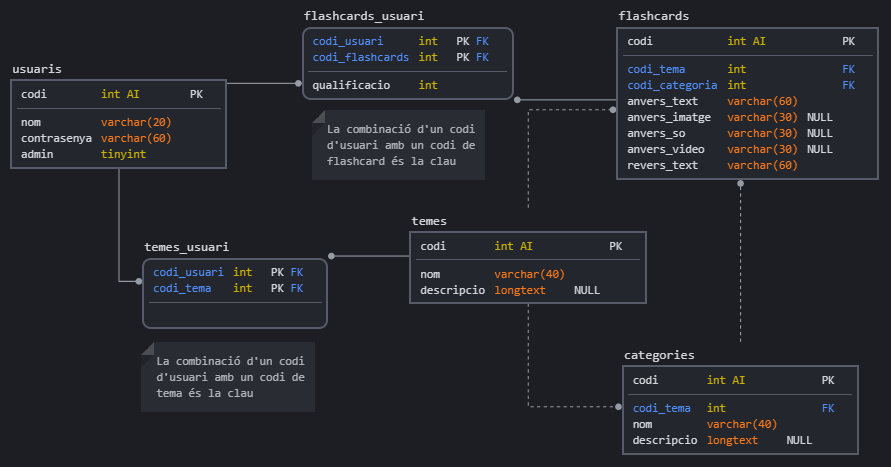 flashcards_usuari
codi_usuari int PK FK
codi_flashcards int PK FK
qualificacio int
La combinació d'un codi
d'usuari amb un codi de
flashcard és la clau
flashcards
codi int AI PK
codi_tema int FK
codi_categoria int FK
anvers_text varchar(60)
anvers_imatge varchar(30) NULL
anvers_so varchar(30) NULL
anvers_video varchar(30) NULL
revers_text varchar(60)
usuaris
codi int AI PK
nom varchar(20)
contrasenya varchar(60)
admin tinyint
temes
codi int AI PK
nom varchar(40)
descripcio longtext NULL
temes_usuari
codi_usuari int PK FK
codi_tema int PK FK
La combinació d'un codi
d'usuari amb un codi de
tema és la clau
categories
codi int AI PK
codi_tema int FK
nom varchar(40)
descripcio longtext NULL